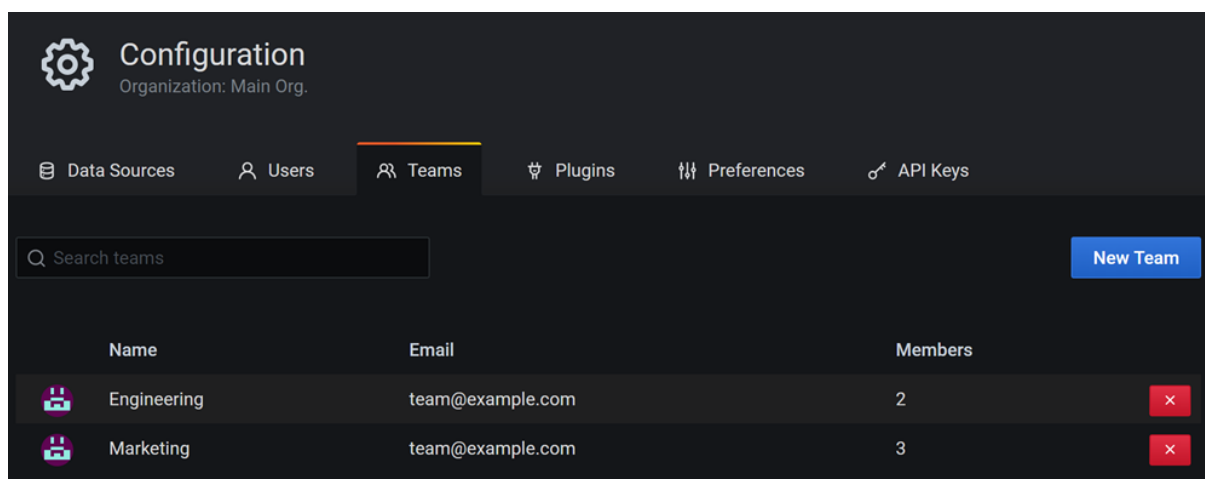 Configuration
Organization: Main Org.
Data Sources Users Teams Plugins Preferences API Keys
Search teams New Team
Name Email Members
Engineering team@example.com 2 ×
Marketing team@example.com 3 ×